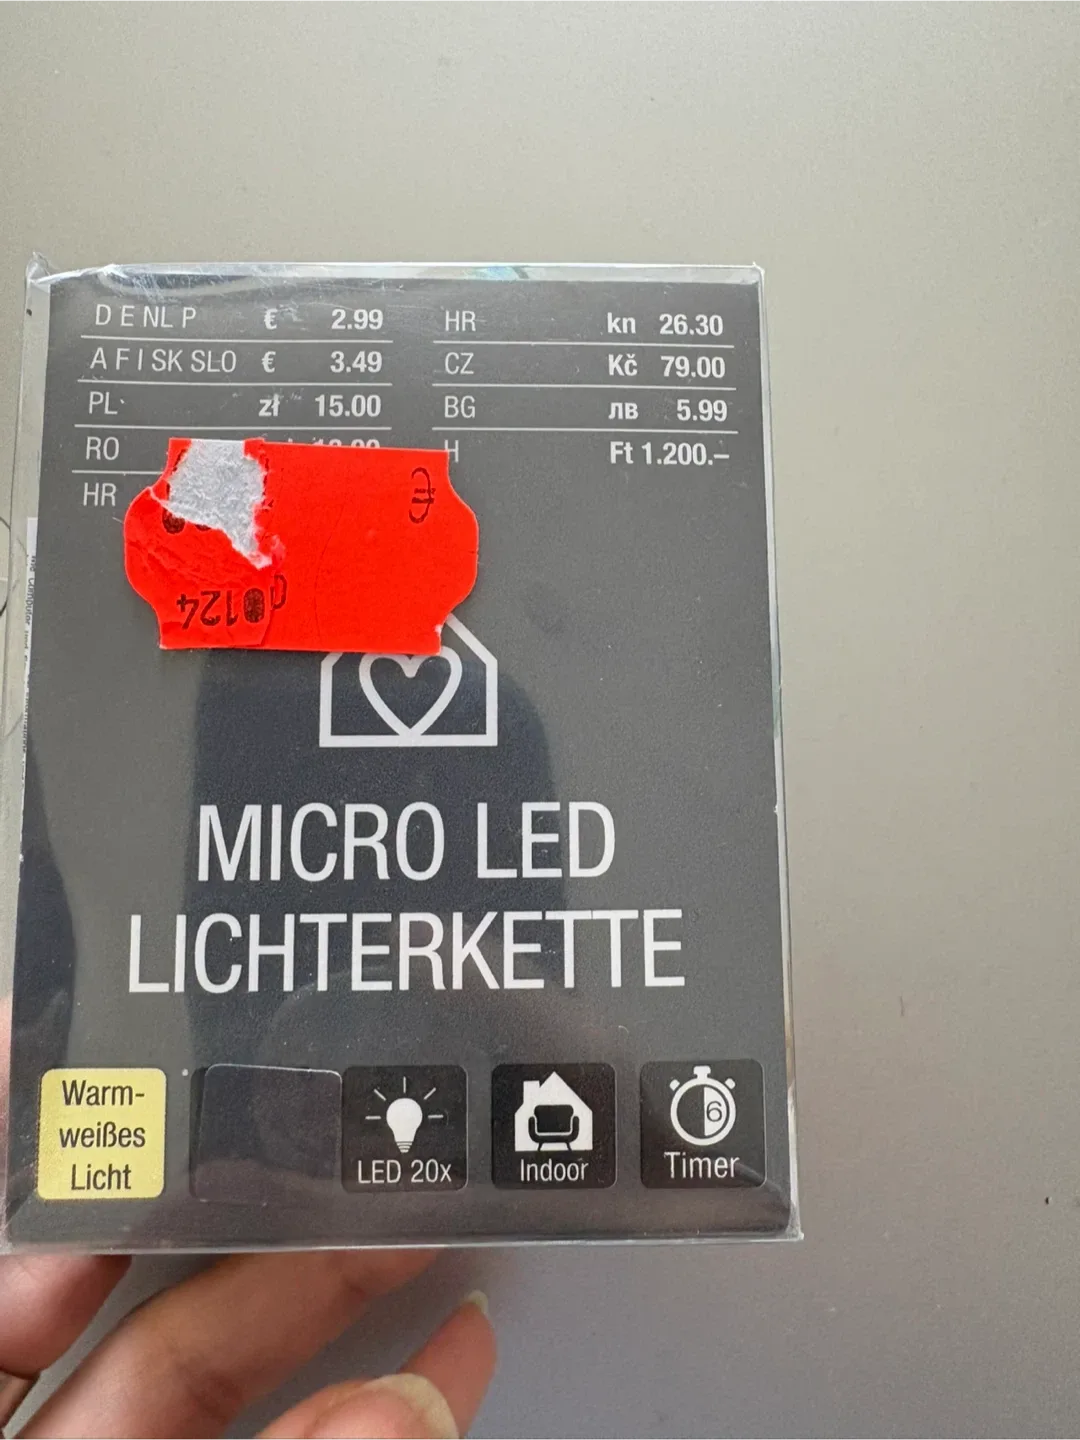 D E NL P € 2.99
A F I SK SLO € 3.49
PL zł 15.00
RO
HR
HR kn 26.30
CZ Kč 79.00
BG лв 5.99
H Ft 1.200.–
€
0124
MICRO LED
LICHTERKETTE
Warm-
weißes
Licht
LED 20x
Indoor
6
Timer